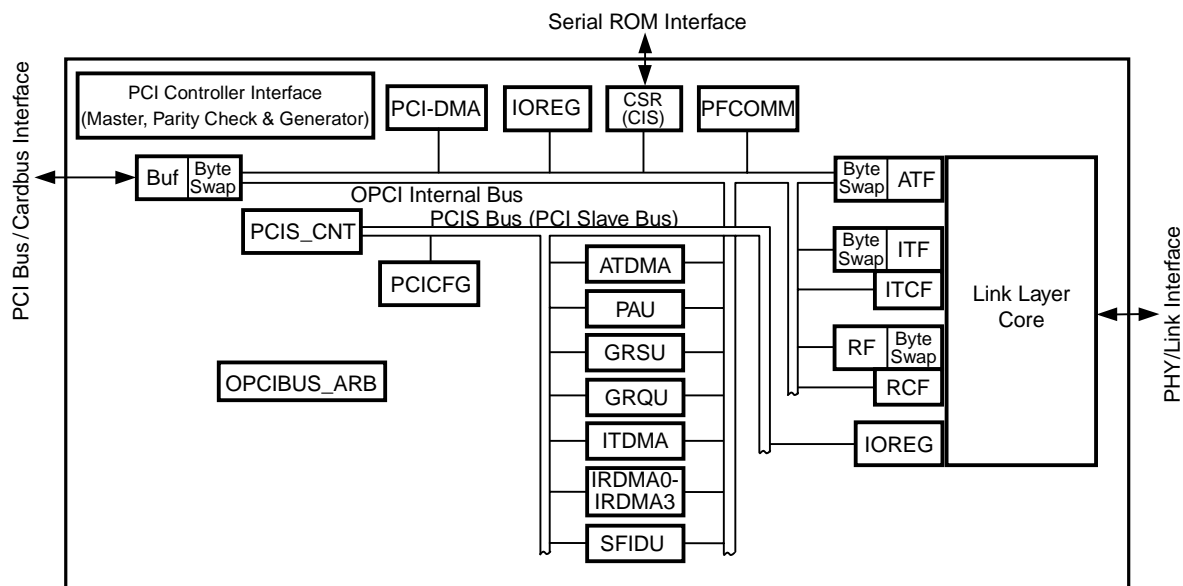 Serial ROM Interface
PCI Bus/Cardbus Interface
PCI Controller Interface
(Master, Parity Check & Generator)
PCI-DMA
IOREG
CSR
(CIS)
PFCOMM
Buf
Byte
Swap
OPCI Internal Bus
Byte
Swap
ATF
PCIS Bus (PCI Slave Bus)
PCIS_CNT
PCICFG
ATDMA
PAU
GRSU
GRQU
ITDMA
IRDMA0-
IRDMA3
SFIDU
OPCIBUS_ARB
Byte
Swap
ITF
ITCF
RF
Byte
Swap
RCF
IOREG
Link Layer
Core
PHY/Link Interface